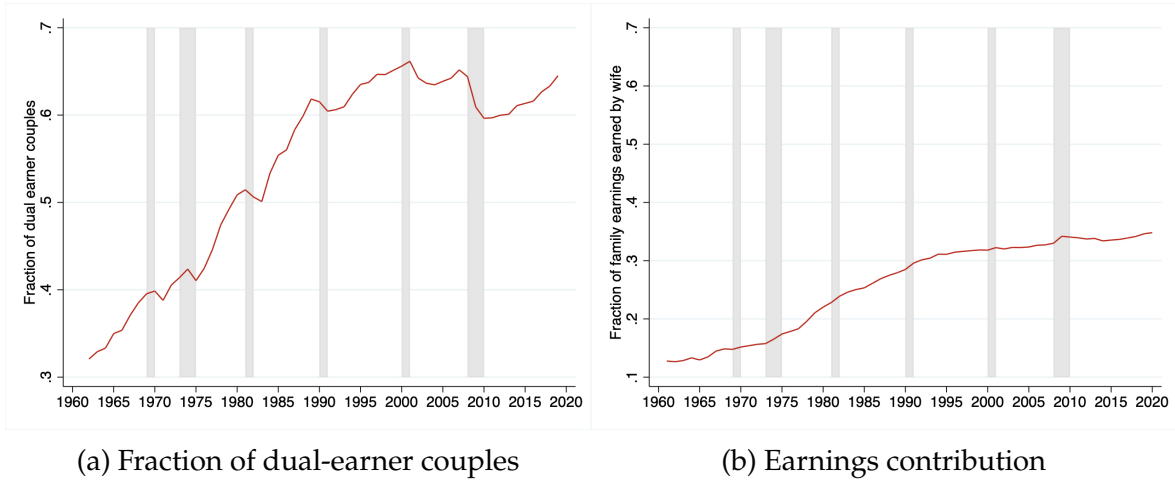 Fraction of dual earner couples
.7
.6
.5
.4
.3
1960 1965 1970 1975 1980 1985 1990 1995 2000 2005 2010 2015 2020
(a) Fraction of dual-earner couples
Fraction of family earnings earned by wife
.7
.6
.5
.4
.3
.2
.1
1960 1965 1970 1975 1980 1985 1990 1995 2000 2005 2010 2015 2020
(b) Earnings contribution